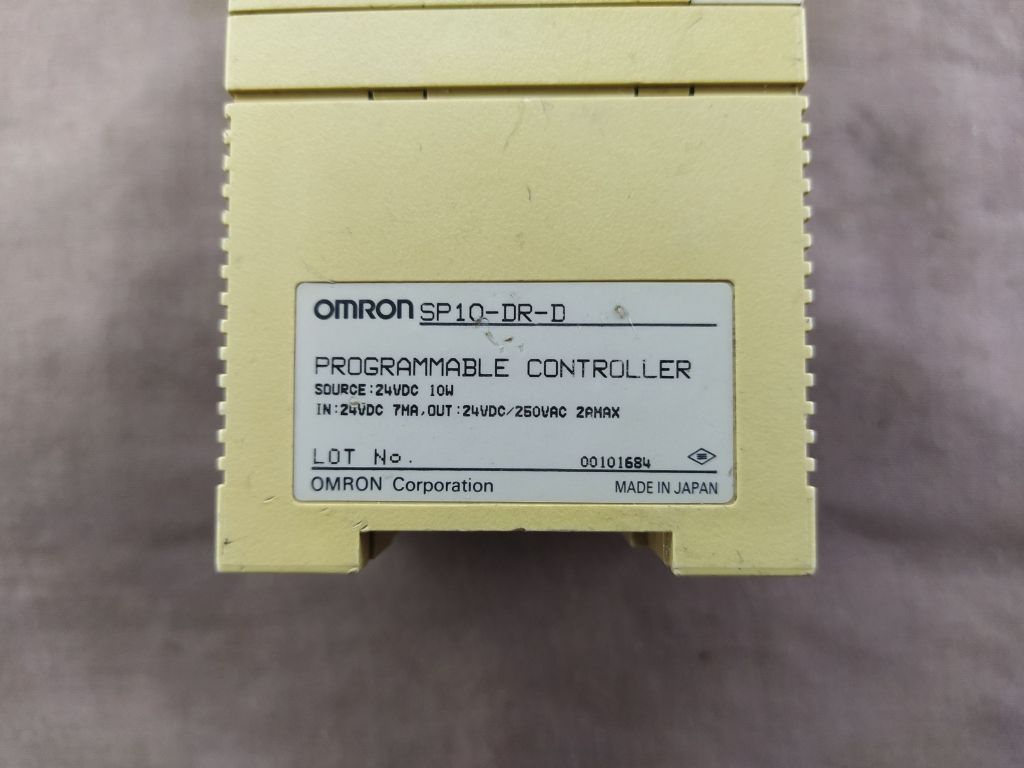 OMRON SP10-DR-D
PROGRAMMABLE CONTROLLER
SOURCE:24VDC 10W
IN:24VDC 7MA,OUT:24VDC/250VAC 2AMAX
LOT No. 00101684
OMRON Corporation MADE IN JAPAN